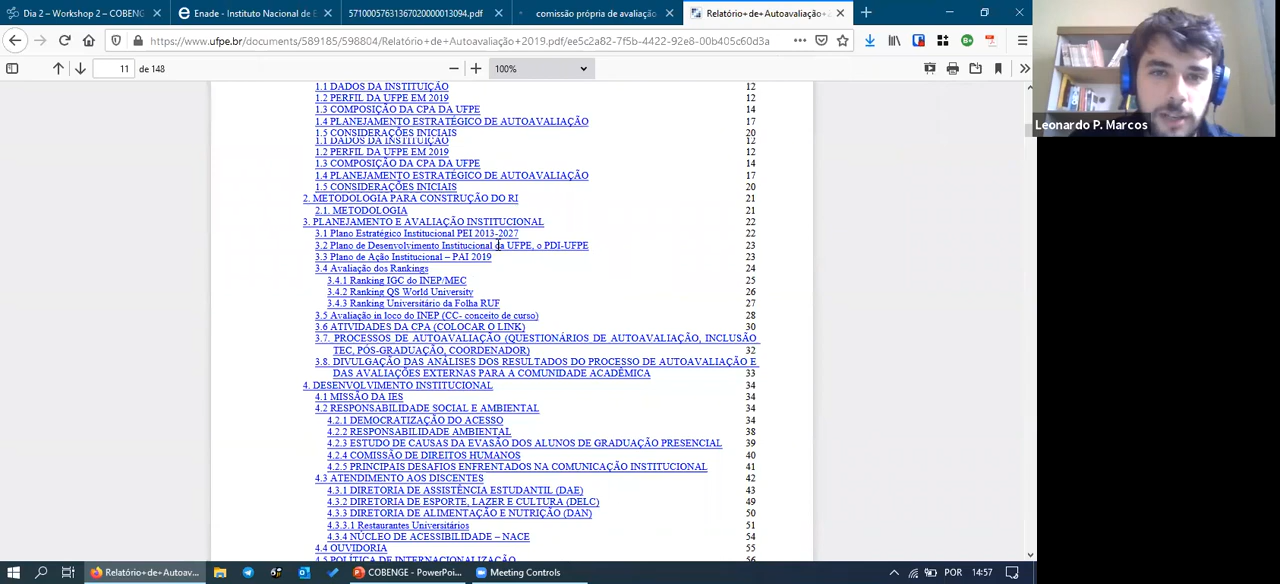 Dia 2 – Workshop 2 – COBENGE
Enade - Instituto Nacional de E
57100057631367020000013094.pdf
comissão própria de avaliação
Relatório+de+Autoavaliação+2
https://www.ufpe.br/documents/589185/598804/Relatório+de+Autoavaliação 2019.pdf/ee5c2a82-7f5b-4422-92e8-00b405c60d3a
11 de 148
100%
Leonardo P. Marcos
1.1 DADOS DA INSTITUIÇÃO 12
1.2 PERFIL DA UFPE EM 2019 12
1.3 COMPOSIÇÃO DA CPA DA UFPE 14
1.4 PLANEJAMENTO ESTRATÉGICO DE AUTOAVALIAÇÃO 17
1.5 CONSIDERAÇÕES INICIAIS 20
1.1 DADOS DA INSTITUIÇÃO 12
1.2 PERFIL DA UFPE EM 2019 12
1.3 COMPOSIÇÃO DA CPA DA UFPE 14
1.4 PLANEJAMENTO ESTRATÉGICO DE AUTOAVALIAÇÃO 17
1.5 CONSIDERAÇÕES INICIAIS 20
2. METODOLOGIA PARA CONSTRUÇÃO DO RI 21
2.1. METODOLOGIA 21
3. PLANEJAMENTO E AVALIAÇÃO INSTITUCIONAL 22
3.1 Plano Estratégico Institucional PEI 2013-2027 22
3.2 Plano de Desenvolvimento Institucional da UFPE, o PDI-UFPE 23
3.3 Plano de Ação Institucional – PAI 2019 23
3.4 Avaliação dos Rankings 24
3.4.1 Ranking IGC do INEP/MEC 25
3.4.2 Ranking QS World University 26
3.4.3 Ranking Universitário da Folha RUF 27
3.5 Avaliação in loco do INEP (CC- conceito de curso) 28
3.6 ATIVIDADES DA CPA (COLOCAR O LINK) 30
3.7. PROCESSOS DE AUTOAVALIAÇÃO (QUESTIONÁRIOS DE AUTOAVALIAÇÃO, INCLUSÃO
TEC, PÓS-GRADUAÇÃO, COORDENADOR) 32
3.8. DIVULGAÇÃO DAS ANÁLISES DOS RESULTADOS DO PROCESSO DE AUTOAVALIAÇÃO E
DAS AVALIAÇÕES EXTERNAS PARA A COMUNIDADE ACADÊMICA 33
4. DESENVOLVIMENTO INSTITUCIONAL 34
4.1 MISSÃO DA IES 34
4.2 RESPONSABILIDADE SOCIAL E AMBIENTAL 34
4.2.1 DEMOCRATIZAÇÃO DO ACESSO 34
4.2.2 RESPONSABILIDADE AMBIENTAL 38
4.2.3 ESTUDO DE CAUSAS DA EVASÃO DOS ALUNOS DE GRADUAÇÃO PRESENCIAL 39
4.2.4 COMISSÃO DE DIREITOS HUMANOS 40
4.2.5 PRINCIPAIS DESAFIOS ENFRENTADOS NA COMUNICAÇÃO INSTITUCIONAL 41
4.3 ATENDIMENTO AOS DISCENTES 42
4.3.1 DIRETORIA DE ASSISTÊNCIA ESTUDANTIL (DAE) 43
4.3.2 DIRETORIA DE ESPORTE, LAZER E CULTURA (DELC) 49
4.3.3 DIRETORIA DE ALIMENTAÇÃO E NUTRIÇÃO (DAN) 50
4.3.3.1 Restaurantes Universitários 51
4.3.4 NÚCLEO DE ACESSIBILIDADE – NACE 54
4.4 OUVIDORIA 55
4.5 POLÍTICA DE INTERNACIONALIZAÇÃO 56
Relatório+de+Autoav...
COBENGE - PowerPoi...
Meeting Controls
POR 14:57